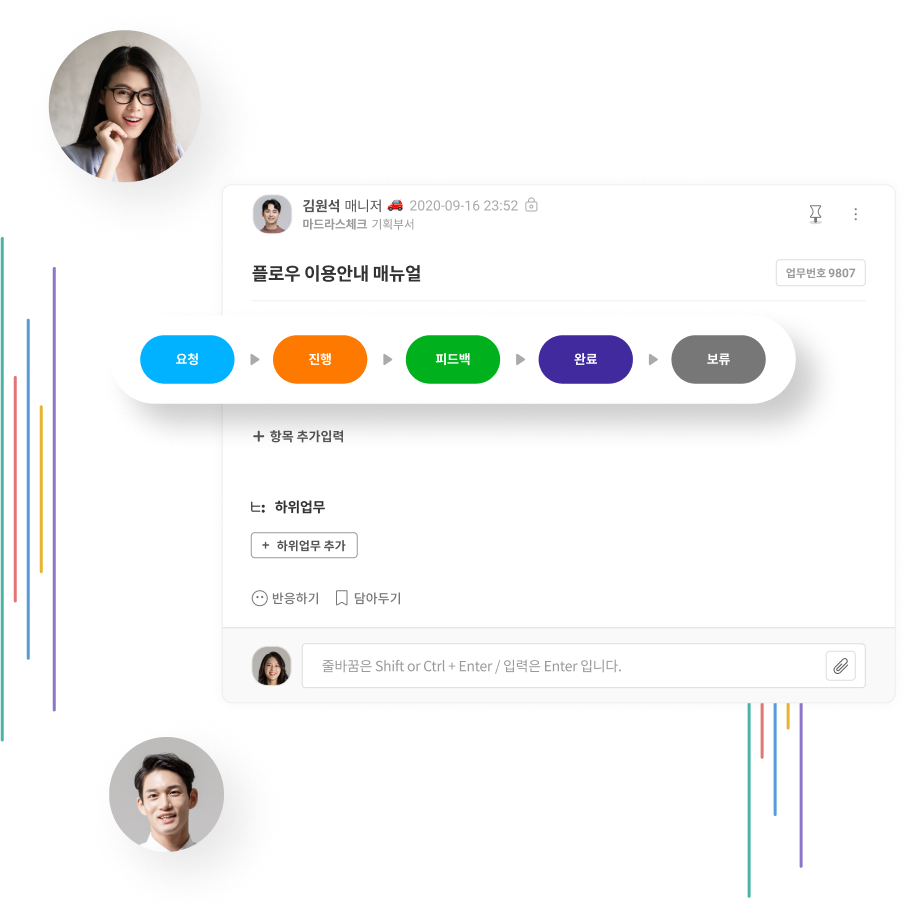 김원석 매니저 🚗 2020-09-16 23:52
마드라스체크 기획부서
플로우 이용안내 매뉴얼
업무번호 9807
요청 ▶ 진행 ▶ 피드백 ▶ 완료 ▶ 보류
+ 항목 추가입력
하위업무
+ 하위업무 추가
반응하기 담아두기
줄바꿈은 Shift or Ctrl + Enter / 입력은 Enter 입니다.